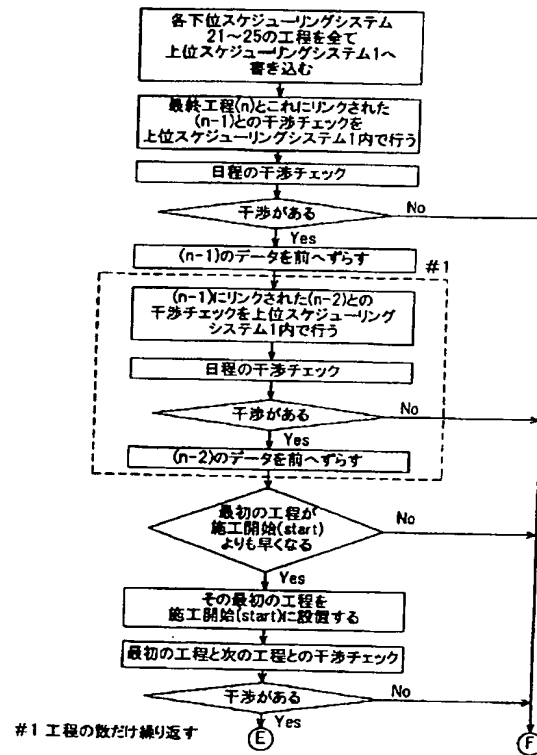 各下位スケジューリングシステム
21～25の工程を全て
上位スケジューリングシステム1へ
書き込む
最終工程(n)とこれにリンクされた
(n-1)との干渉チェックを
上位スケジューリングシステム1内で行う
日程の干渉チェック
干渉がある
No
Yes
(n-1)のデータを前へずらす
#1
(n-1)にリンクされた(n-2)との
干渉チェックを上位スケジューリング
システム1内で行う
日程の干渉チェック
干渉がある
No
Yes
(n-2)のデータを前へずらす
最初の工程が
施工開始(start)
よりも早くなる
No
Yes
その最初の工程を
施工開始(start)に設置する
最初の工程と次の工程との干渉チェック
干渉がある
No
Yes
#1 工程の数だけ繰り返す
E
F